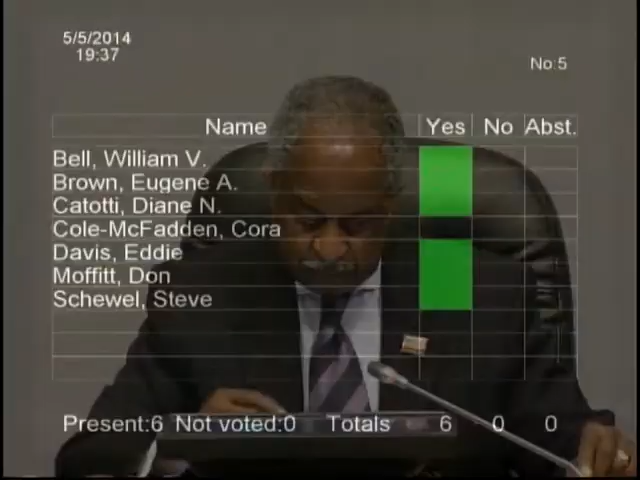 5/5/2014
19:37
No:5
Name Yes No Abst.
Bell, William V.
Brown, Eugene A.
Catotti, Diane N.
Cole-McFadden, Cora
Davis, Eddie
Moffitt, Don
Schewel, Steve
Present:6 Not voted:0 Totals 6 0 0